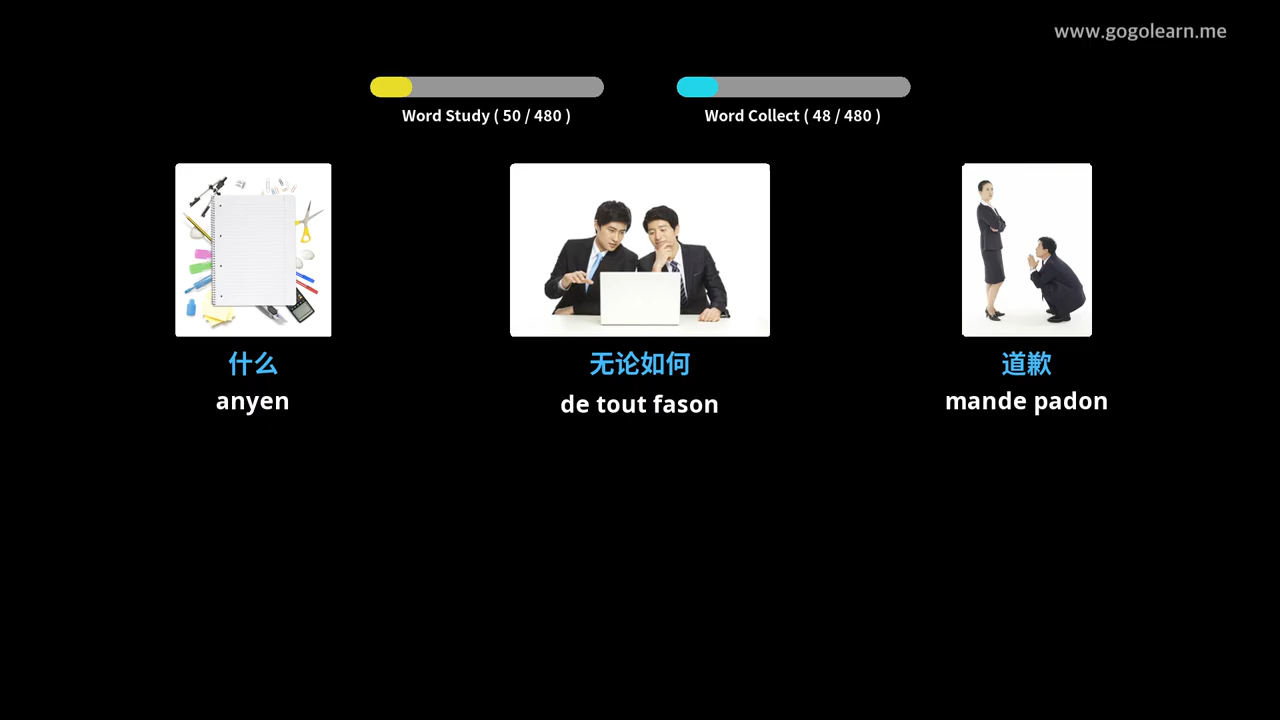 www.gogolearn.me
Word Study ( 50 / 480 )
Word Collect ( 48 / 480 )
什么
anyen
无论如何
de tout fason
道歉
mande padon